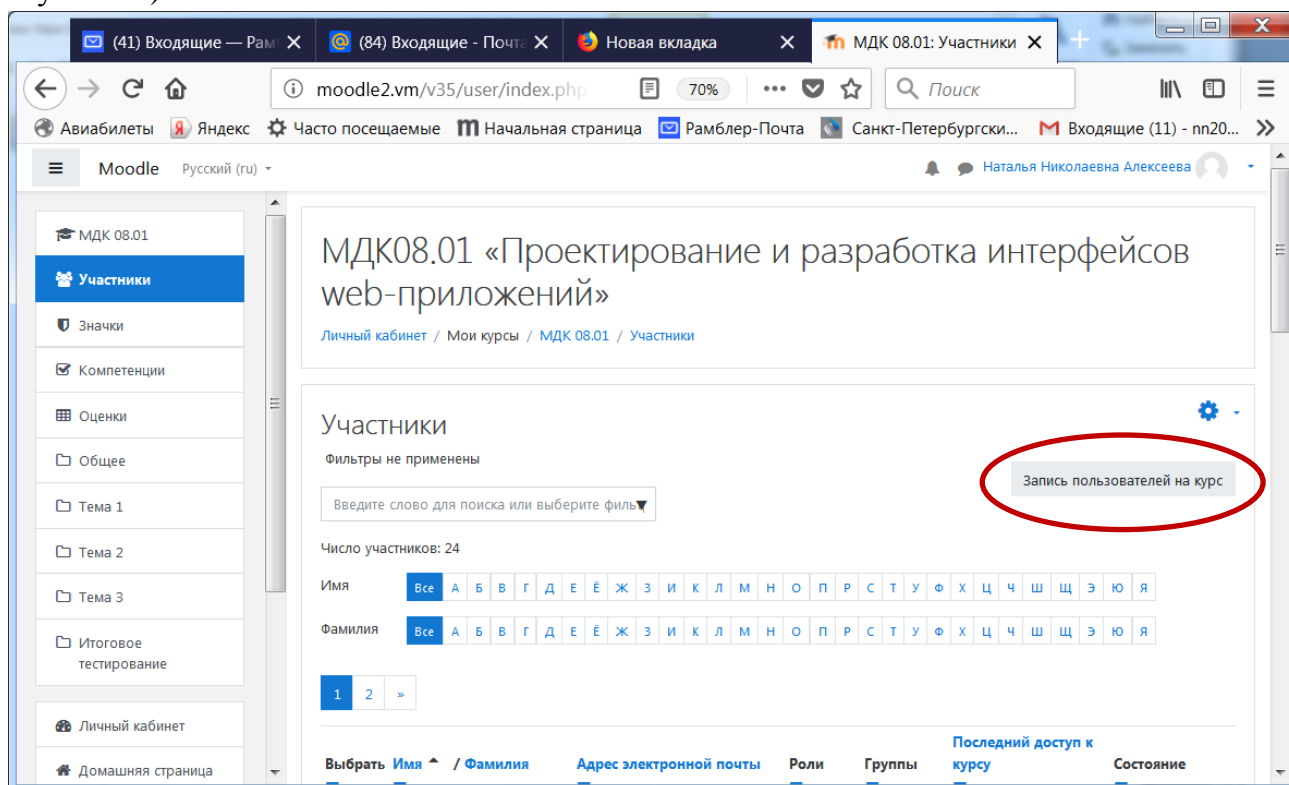 (41) Входящие — Рам
(84) Входящие - Почта
Новая вкладка
МДК 08.01: Участники
moodle2.vm/v35/user/index.php
70%
Поиск
Авиабилеты Яндекс Часто посещаемые Начальная страница Рамблер-Почта Санкт-Петербургски... Входящие (11) - nn20...
Moodle Русский (ru)
Наталья Николаевна Алексеева
МДК 08.01
Участники
Значки
Компетенции
Оценки
Общее
Тема 1
Тема 2
Тема 3
Итоговое
тестирование
Личный кабинет
Домашняя страница
МДК08.01 «Проектирование и разработка интерфейсов
web-приложений»
Личный кабинет / Мои курсы / МДК 08.01 / Участники
Участники
Фильтры не применены
Запись пользователей на курс
Введите слово для поиска или выберите филь
Число участников: 24
Имя Все А Б В Г Д Е Ё Ж З И К Л М Н О П Р С Т У Ф Х Ц Ч Ш Щ Э Ю Я
Фамилия Все А Б В Г Д Е Ё Ж З И К Л М Н О П Р С Т У Ф Х Ц Ч Ш Щ Э Ю Я
1 2 »
Выбрать Имя / Фамилия Адрес электронной почты Роли Группы Последний доступ к
курсу Состояние